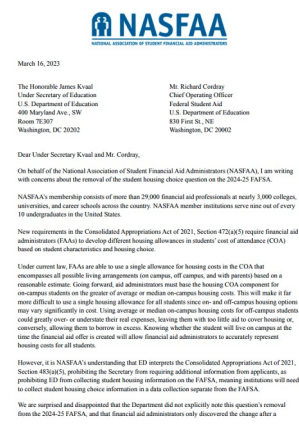 NASFAA
NATIONAL ASSOCIATION OF STUDENT FINANCIAL AID ADMINISTRATORS
March 16, 2023
The Honorable James Kvaal
Under Secretary of Education
U.S. Department of Education
400 Maryland Ave., SW
Room 7E307
Washington, DC 20202
Mr. Richard Cordray
Chief Operating Officer
Federal Student Aid
U.S. Department of Education
830 First St., NE
Washington, DC 20002
Dear Under Secretary Kvaal and Mr. Cordray,
On behalf of the National Association of Student Financial Aid Administrators (NASFAA), I am writing
with concerns about the removal of the student housing choice question on the 2024-25 FAFSA.
NASFAA's membership consists of more than 29,000 financial aid professionals at nearly 3,000 colleges,
universities, and career schools across the country. NASFAA member institutions serve nine out of every
10 undergraduates in the United States.
New requirements in the Consolidated Appropriations Act of 2021, Section 472(a)(5) require financial aid
administrators (FAAs) to develop different housing allowances in students' cost of attendance (COA)
based on student characteristics and housing choice.
Under current law, FAAs are able to use a single allowance for housing costs in the COA that
encompasses all possible living arrangements (on campus, off campus, and with parents) based on a
reasonable estimate. Going forward, aid administrators must base the COA housing component for
on-campus students on the greater of average or median on-campus housing costs. This will make it far
more difficult to use a single housing allowance for all students since on- and off-campus housing options
may vary significantly in cost. Using average or median on-campus costs for off-campus students
could greatly over- or understate their real expenses, leaving them with too little to cover housing or,
conversely, allowing them to borrow in excess. Knowing whether the student will live on campus at the
time the financial aid offer is created will allow financial aid administrators to accurately represent
housing costs for all students.
However, it is NASFAA's understanding that ED interprets the Consolidated Appropriations Act of 2021,
Section 483(a)(5), prohibiting the Secretary from requiring additional information from applicants, as
prohibiting ED from collecting student housing information on the FAFSA, meaning institutions will need
to collect student housing choice information in a data collection separate from the FAFSA.
We are surprised and disappointed that the Department did not explicitly note this question's removal
from the 2024-25 FAFSA, and that financial aid administrators only discovered the change after a